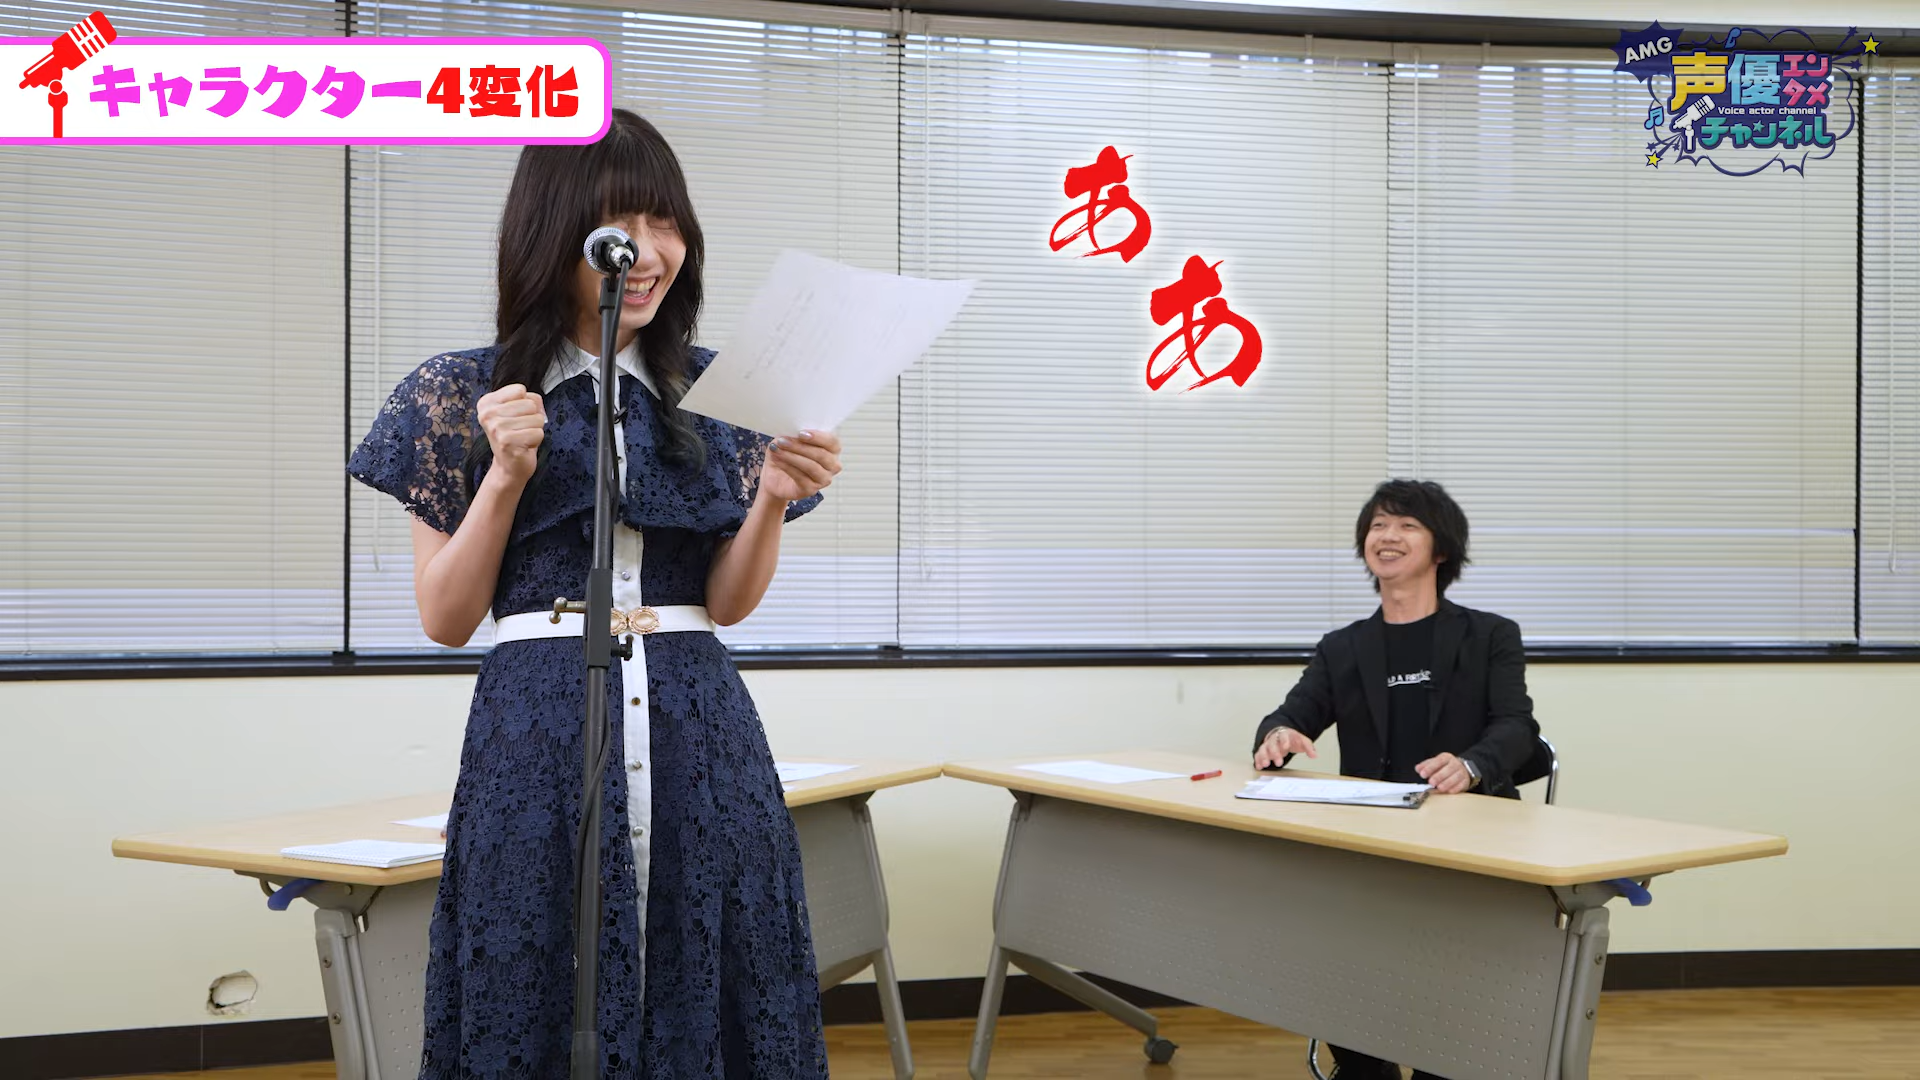 キャラクター4変化
AMG
声優エンタメ
Voice actor channel
チャンネル
あ
あ